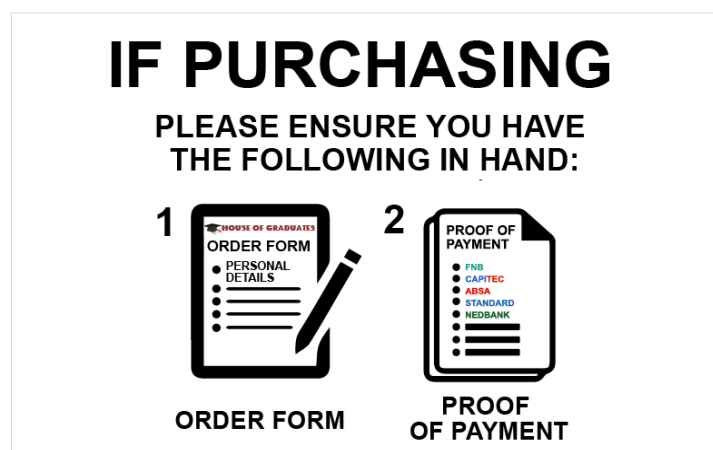 IF PURCHASING
PLEASE ENSURE YOU HAVE
THE FOLLOWING IN HAND:
1
HOUSE OF GRADUATES
ORDER FORM
PERSONAL
DETAILS
ORDER FORM
2
PROOF OF
PAYMENT
FNB
CAPITEC
ABSA
STANDARD
NEDBANK
PROOF
OF PAYMENT